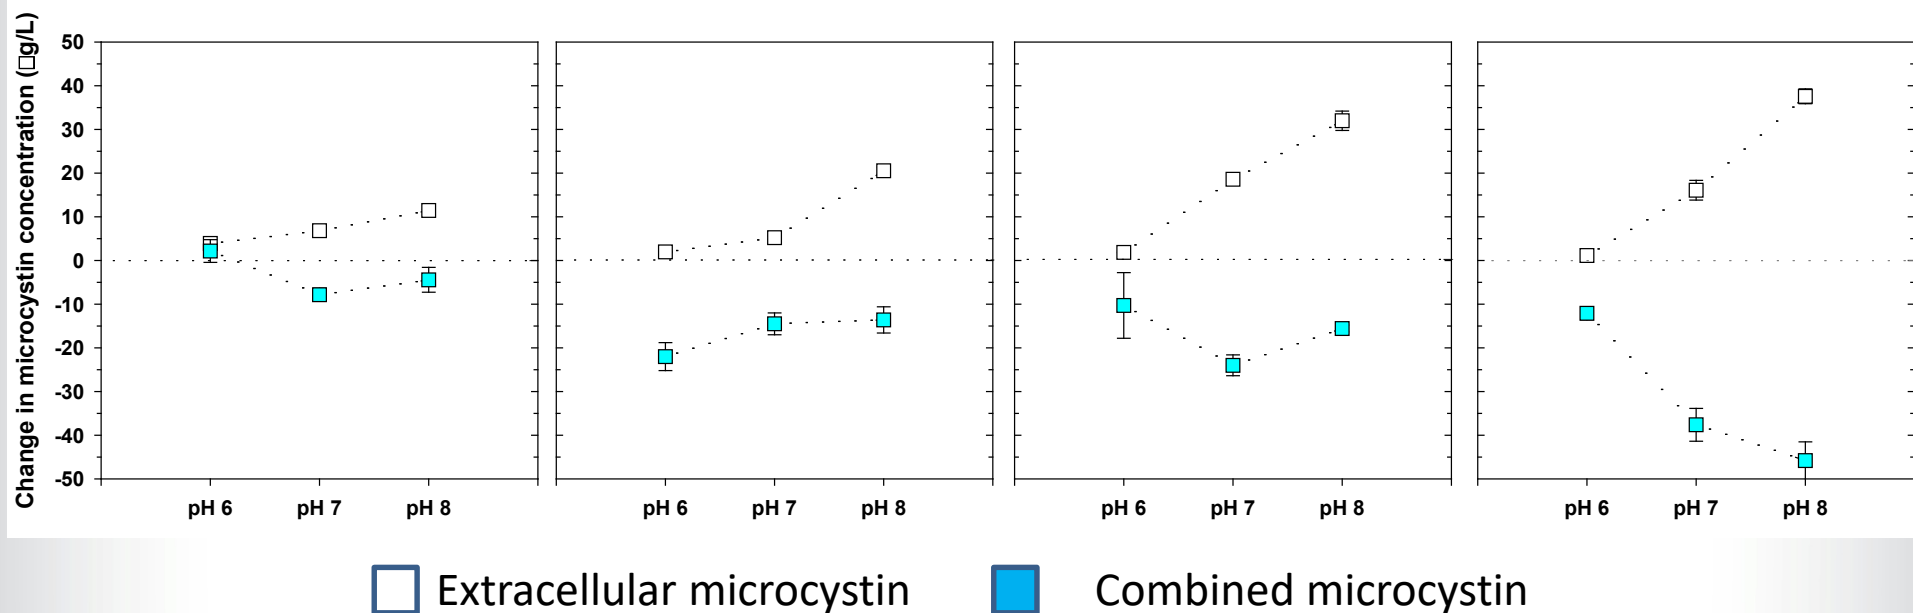 Change in microcystin concentration (□g/L)
50
40
30
20
10
0
-10
-20
-30
-40
-50
pH 6 pH 7 pH 8
pH 6 pH 7 pH 8
pH 6 pH 7 pH 8
pH 6 pH 7 pH 8
Extracellular microcystin
Combined microcystin